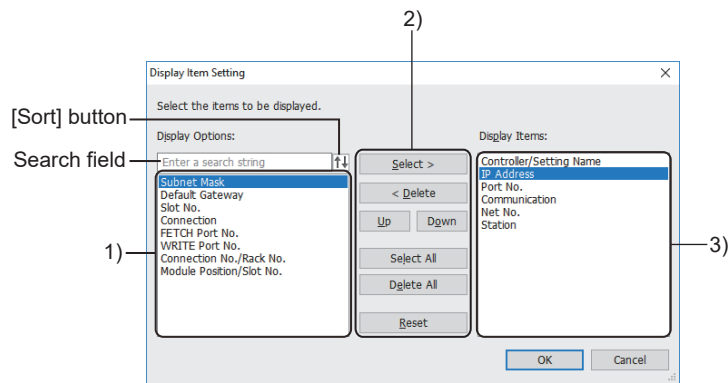 2)
Display Item Setting
Select the items to be displayed.
[Sort] button
Display Options:
Display Items:
Search field
Enter a search string
Subnet Mask
Default Gateway
Slot No.
Connection
FETCH Port No.
WRITE Port No.
Connection No./Rack No.
Module Position/Slot No.
1)
Select >
< Delete
Up Down
Select All
Delete All
Reset
Controller/Setting Name
IP Address
Port No.
Communication
Net No.
Station
3)
OK Cancel